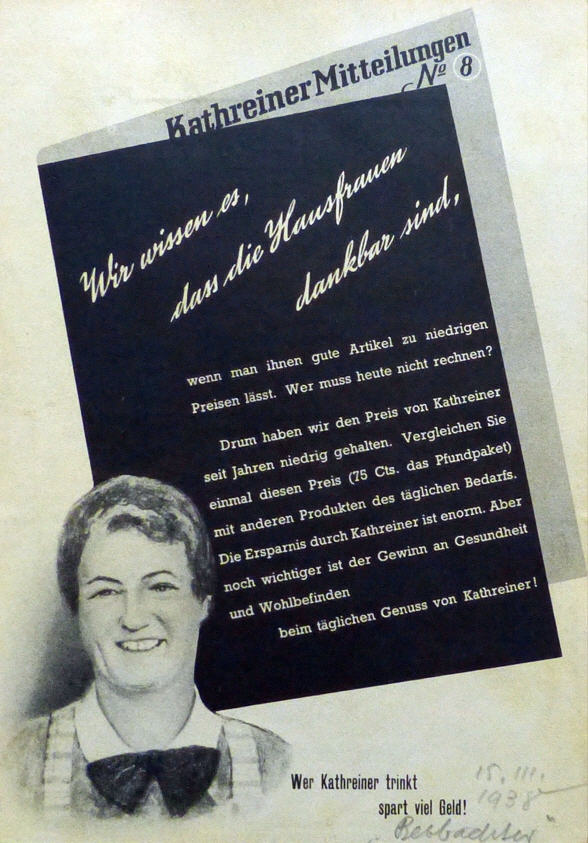 Kathreiner Mitteilungen
No 8
Wir wissen es,
dass die Hausfrauen
dankbar sind,
wenn man ihnen gute Artikel zu niedrigen
Preisen lässt. Wer muss heute nicht rechnen?
Drum haben wir den Preis von Kathreiner
seit Jahren niedrig gehalten. Vergleichen Sie
einmal diesen Preis (75 Cts. das Pfundpaket)
mit anderen Produkten des täglichen Bedarfs.
Die Ersparnis durch Kathreiner ist enorm. Aber
noch wichtiger ist der Gewinn an Gesundheit
und Wohlbefinden
beim täglichen Genuss von Kathreiner!
Wer Kathreiner trinkt
spart viel Geld!
15. III.
1938
"Beobachter"